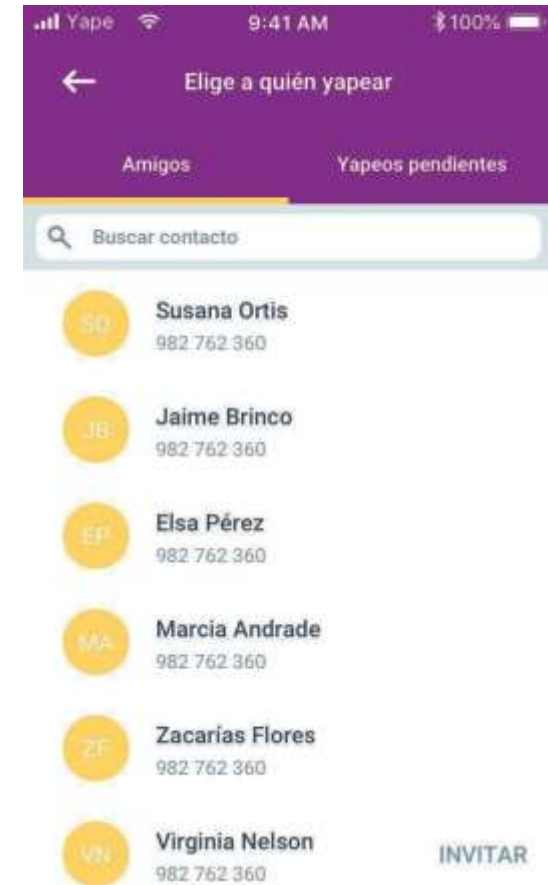 Yape 9:41 AM 100%
Elige a quién yapear
Amigos Yapeos pendientes
Buscar contacto
SO Susana Ortis
982 762 360
JB Jaime Brinco
982 762 360
EP Elsa Pérez
982 762 360
MA Marcia Andrade
982 762 360
ZF Zacarías Flores
982 762 360
VN Virginia Nelson INVITAR
982 762 360